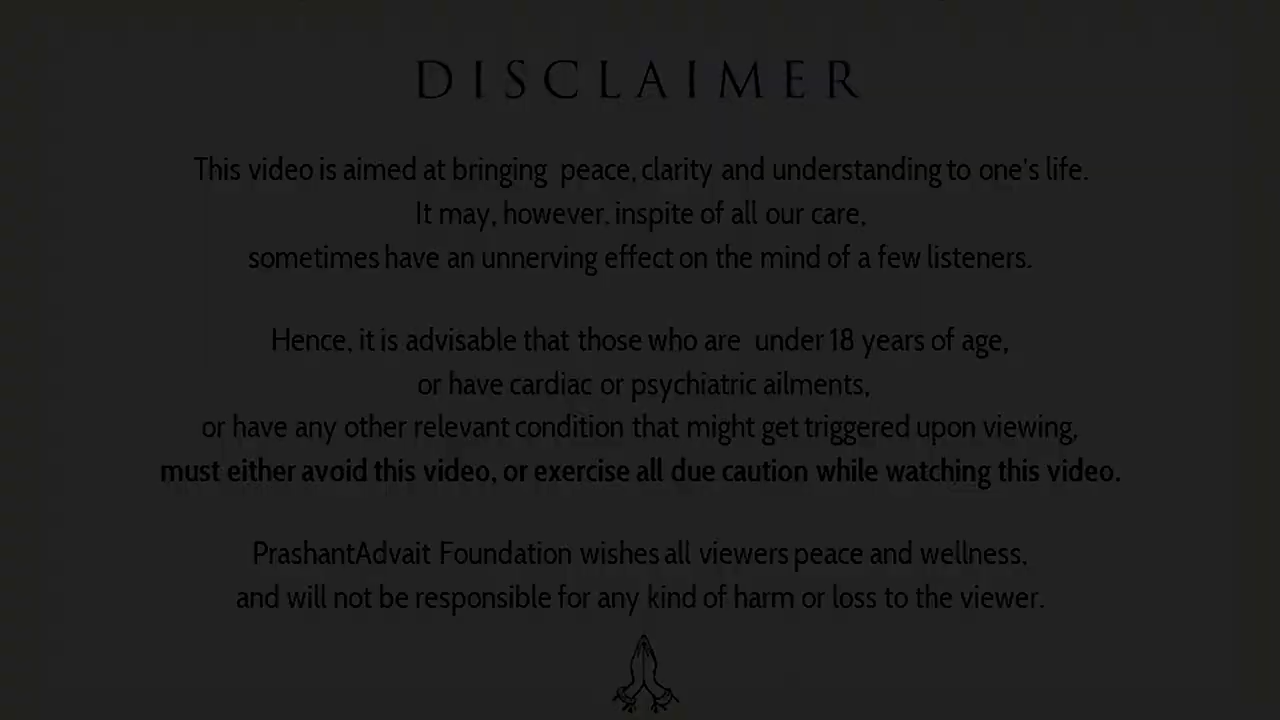 DISCLAIMER
This video is aimed at bringing peace, clarity and understanding to one's life.
It may, however, inspite of all our care,
sometimes have an unnerving effect on the mind of a few listeners.
Hence, it is advisable that those who are under 18 years of age,
or have cardiac or psychiatric ailments,
or have any other relevant condition that might get triggered upon viewing,
must either avoid this video, or exercise all due caution while watching this video.
PrashantAdvait Foundation wishes all viewers peace and wellness,
and will not be responsible for any kind of harm or loss to the viewer.